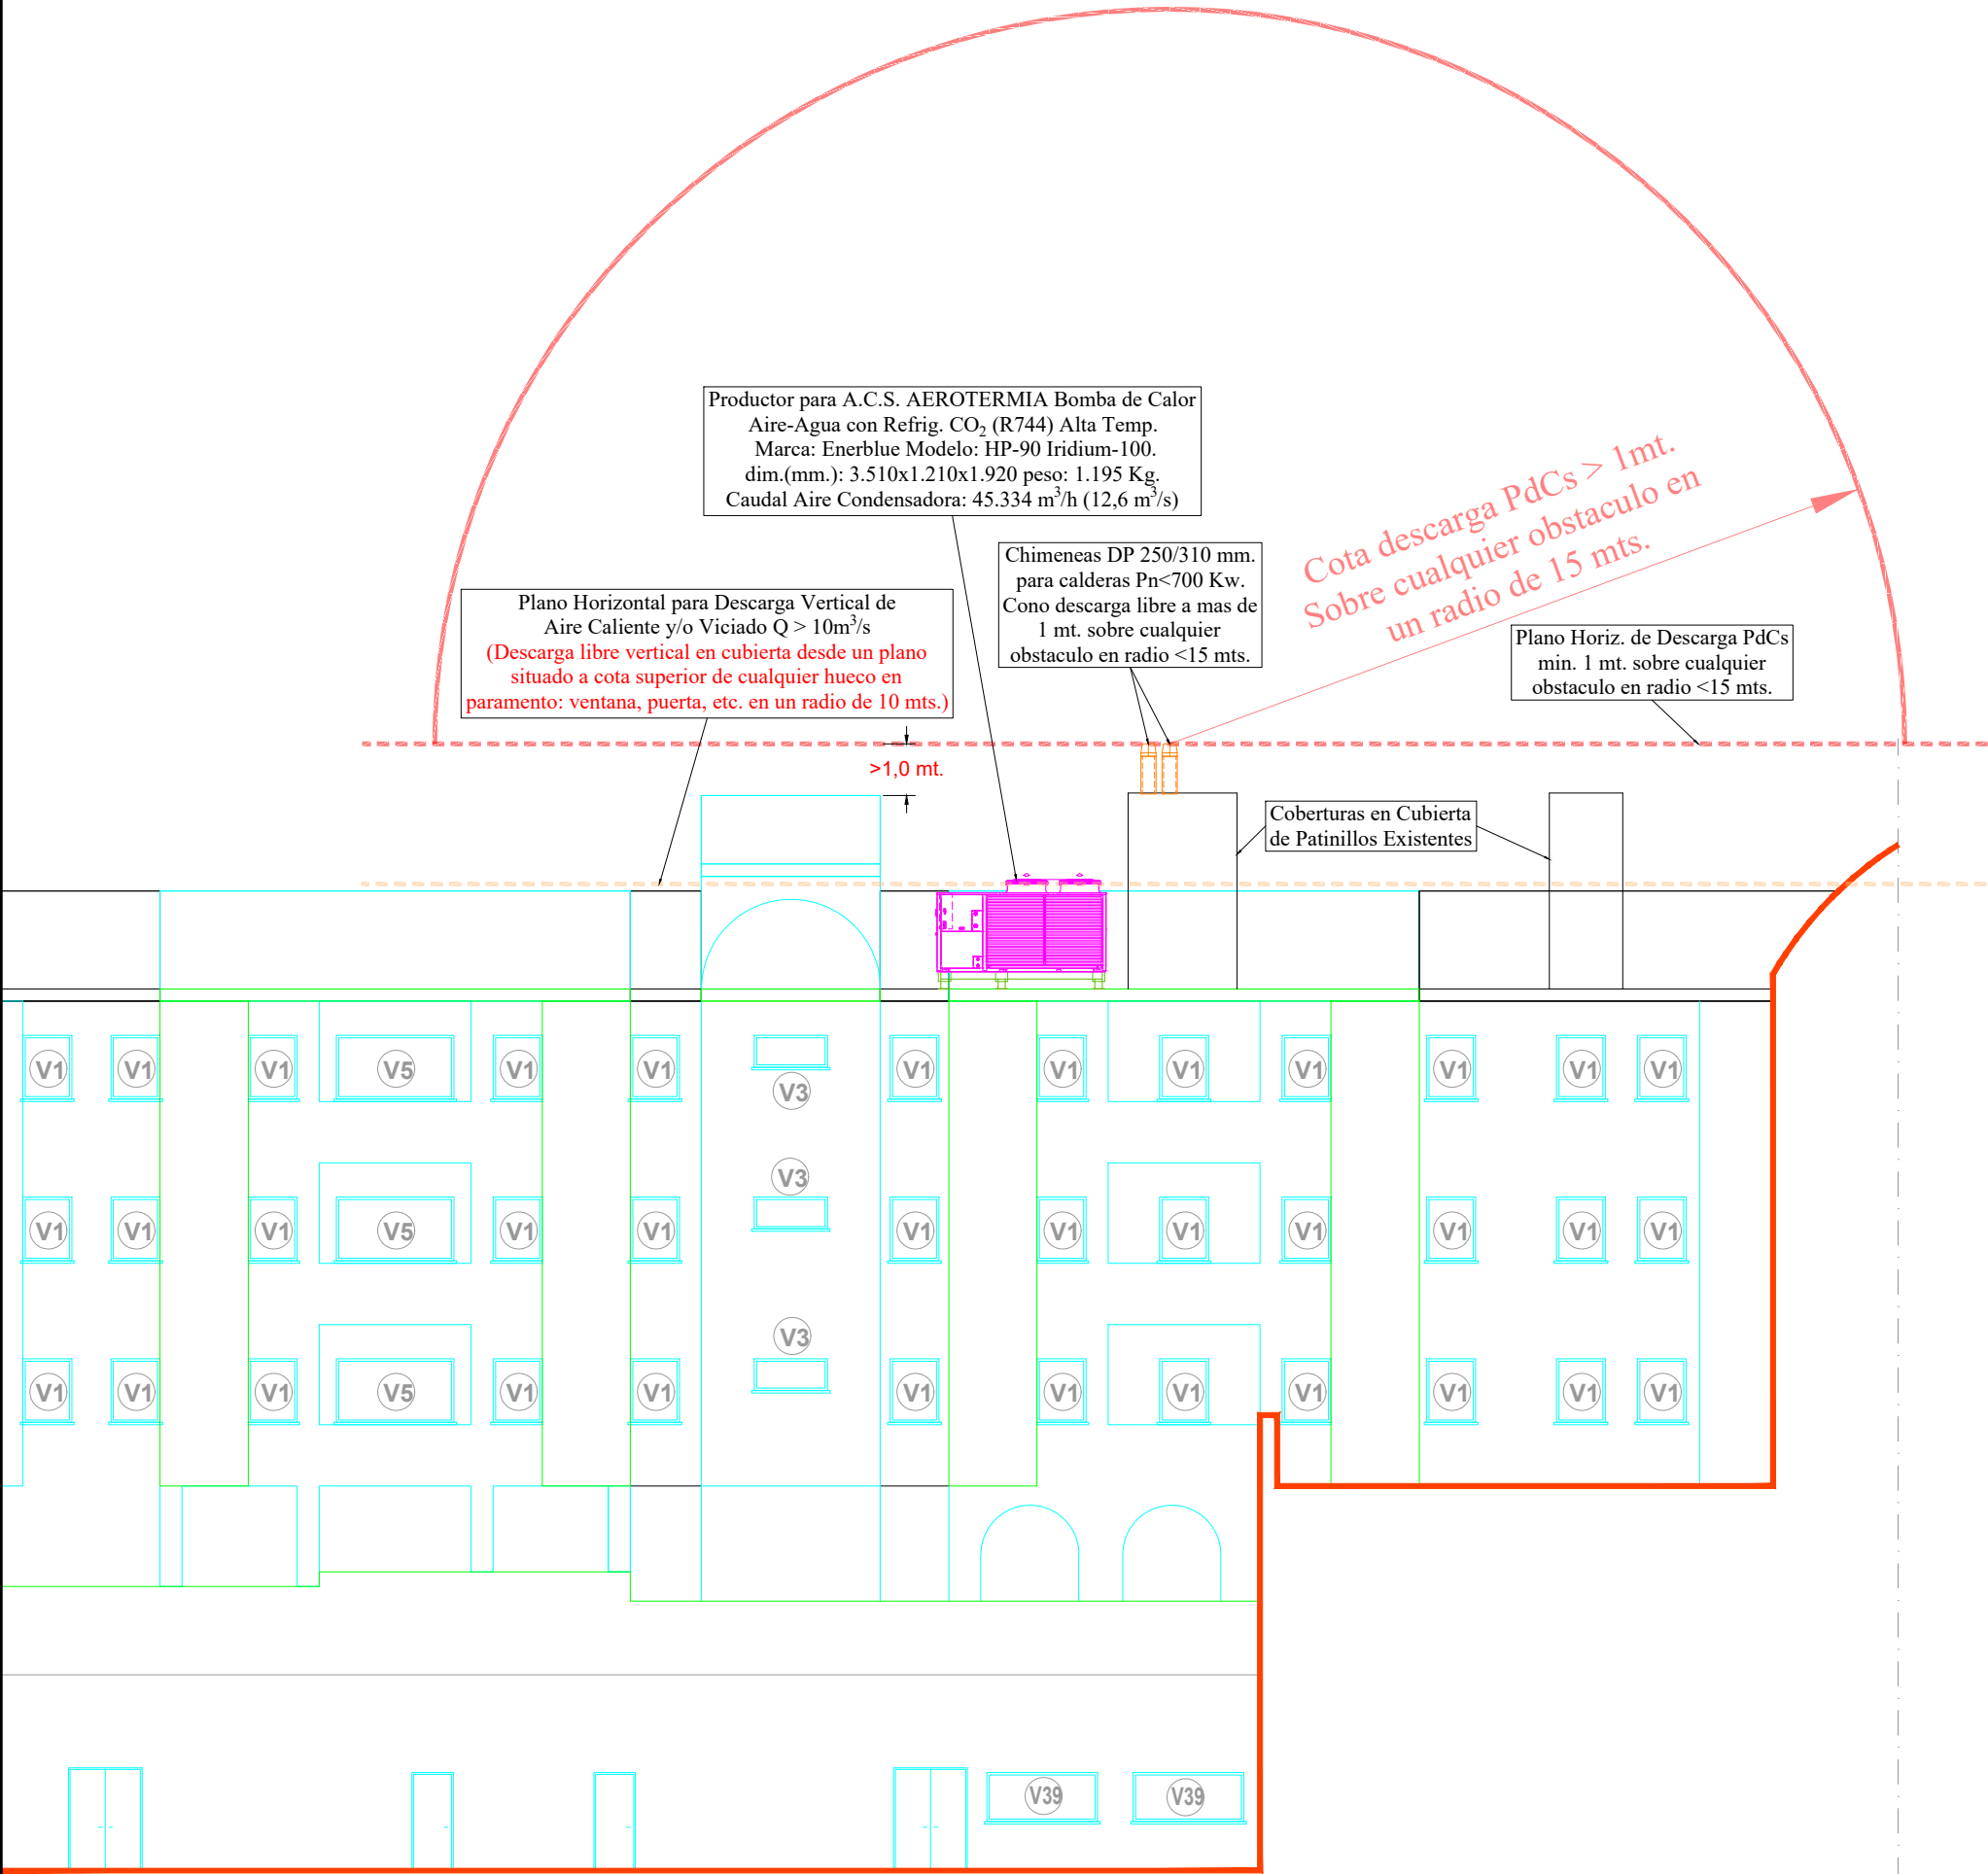 Productor para A.C.S. AEROTERMIA Bomba de Calor
Aire-Agua con Refrig. CO₂ (R744) Alta Temp.
Marca: Enerblue Modelo: HP-90 Iridium-100.
dim.(mm.): 3.510x1.210x1.920 peso: 1.195 Kg.
Caudal Aire Condensadora: 45.334 m³/h (12,6 m³/s)
Cota descarga PdCs > 1mt.
Sobre cualquier obstaculo en
un radio de 15 mts.
Chimeneas DP 250/310 mm.
para calderas Pn<700 Kw.
Cono descarga libre a mas de
1 mt. sobre cualquier
obstaculo en radio <15 mts.
Plano Horizontal para Descarga Vertical de
Aire Caliente y/o Viciado Q > 10m³/s
(Descarga libre vertical en cubierta desde un plano
situado a cota superior de cualquier hueco en
paramento: ventana, puerta, etc. en un radio de 10 mts.)
Plano Horiz. de Descarga PdCs
min. 1 mt. sobre cualquier
obstaculo en radio <15 mts.
>1,0 mt.
Coberturas en Cubierta
de Patinillos Existentes
V1 V1 V1 V5 V1 V1 V3 V1 V1 V1 V1 V1 V1 V1
V3
V1 V1 V1 V5 V1 V1 V1 V1 V1 V1 V1 V1 V1
V3
V1 V1 V1 V5 V1 V1 V1 V1 V1 V1 V1 V1 V1
V39 V39